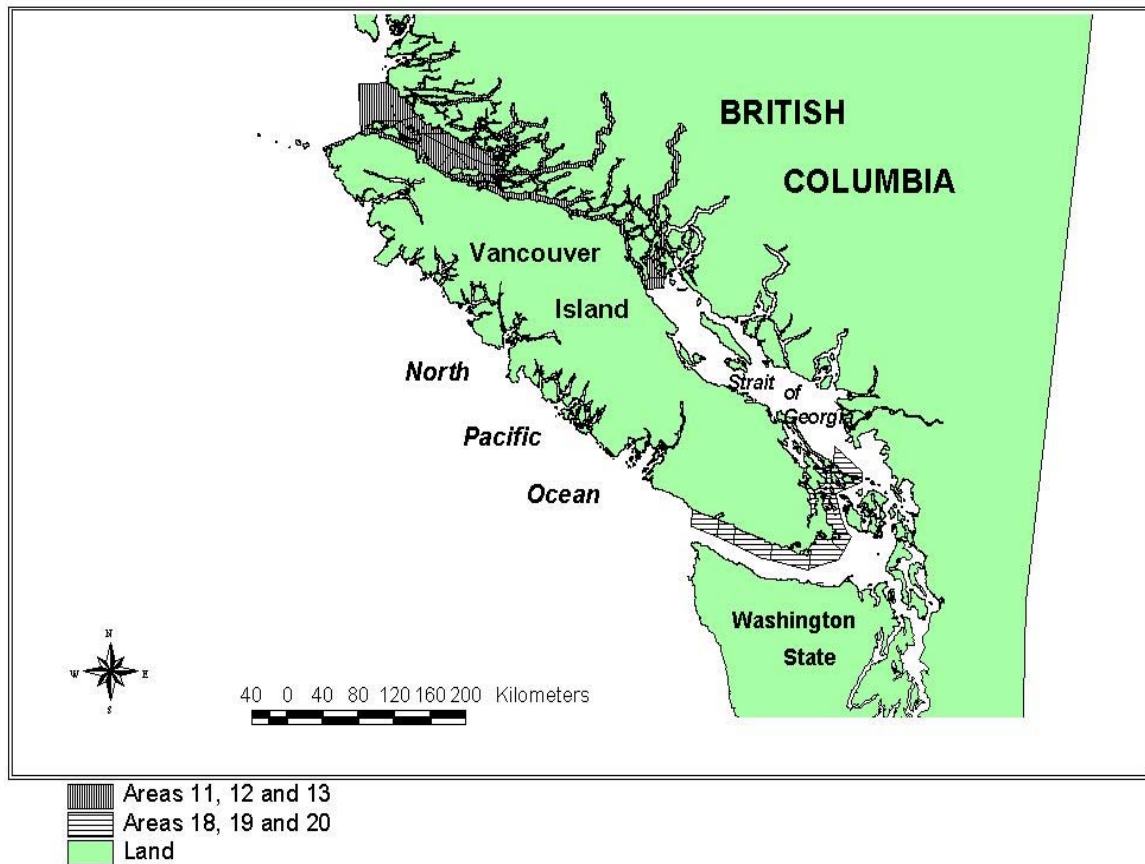 BRITISH
COLUMBIA
Vancouver
Island
North
Pacific
Ocean
Strait of
Georgia
Washington
State
N
W E
S
40 0 40 80 120 160 200 Kilometers
Areas 11, 12 and 13
Areas 18, 19 and 20
Land